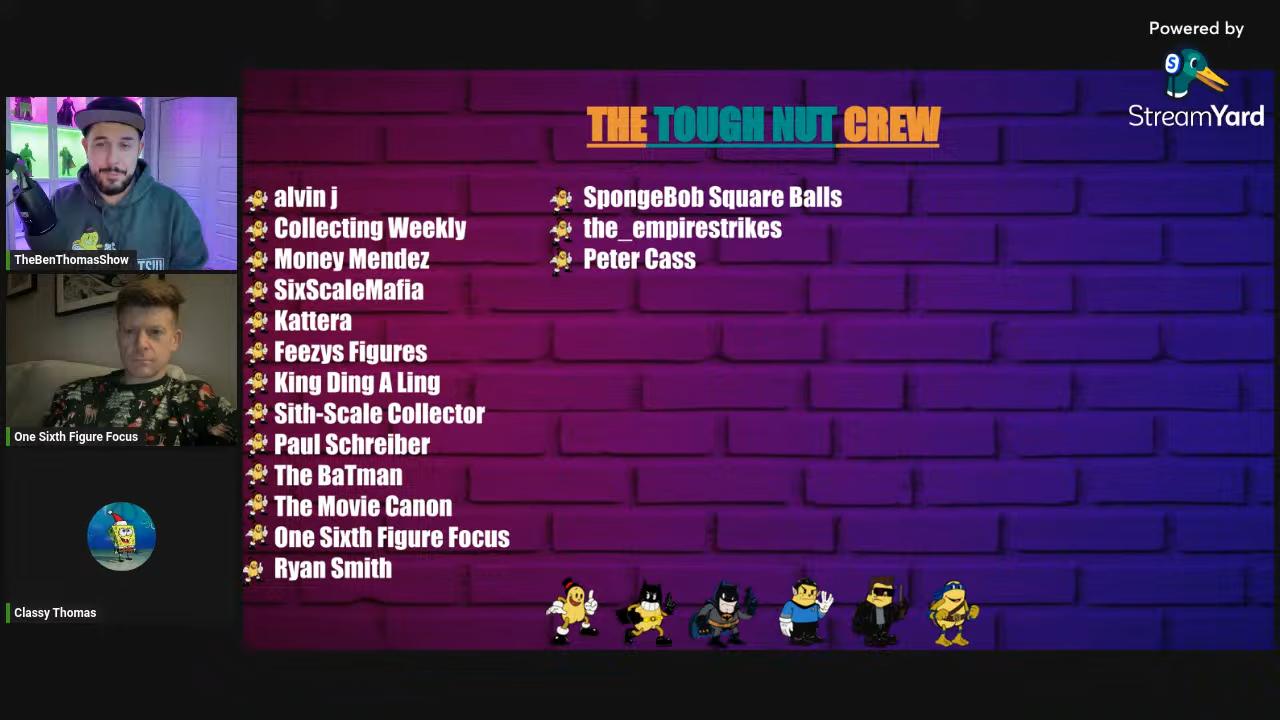 Powered by
StreamYard
THE TOUGH NUT CREW
alvin j
Collecting Weekly
Money Mendez
SixScaleMafia
Kattera
Feezys Figures
King Ding A Ling
Sith-Scale Collector
Paul Schreiber
The BaTman
The Movie Canon
One Sixth Figure Focus
Ryan Smith
SpongeBob Square Balls
the_empirestrikes
Peter Cass
TheBenThomasShow
One Sixth Figure Focus
Classy Thomas